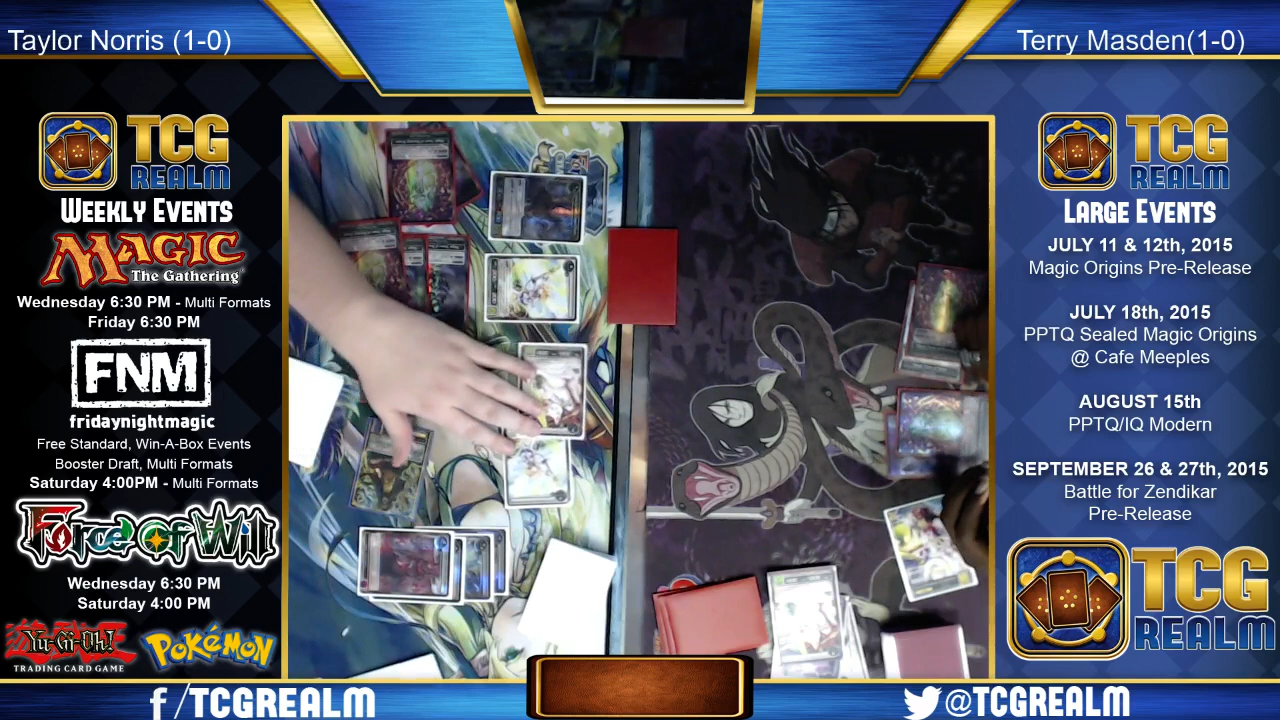 Taylor Norris (1-0)
Terry Masden(1-0)
TCG
REALM
WEEKLY EVENTS
MAGIC
The Gathering
Wednesday 6:30 PM - Multi Formats
Friday 6:30 PM
FNM
fridaynightmagic
Free Standard, Win-A-Box Events
Booster Draft, Multi Formats
Saturday 4:00PM - Multi Formats
Force of Will
Wednesday 6:30 PM
Saturday 4:00 PM
Yu-Gi-Oh!
TRADING CARD GAME
POKéMON
TCG
REALM
LARGE EVENTS
JULY 11 & 12th, 2015
Magic Origins Pre-Release
JULY 18th, 2015
PPTQ Sealed Magic Origins
@ Cafe Meeples
AUGUST 15th
PPTQ/IQ Modern
SEPTEMBER 26 & 27th, 2015
Battle for Zendikar
Pre-Release
TCG
REALM
f/TCGREALM
@TCGREALM